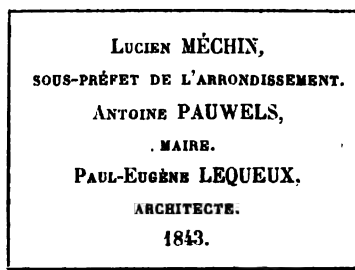 Lucien MÉCHIN,
SOUS-PRÉFET DE L'ARRONDISSEMENT.
Antoine PAUWELS,
MAIRE.
Paul-Eugène LEQUEUX,
ARCHITECTE.
1843.